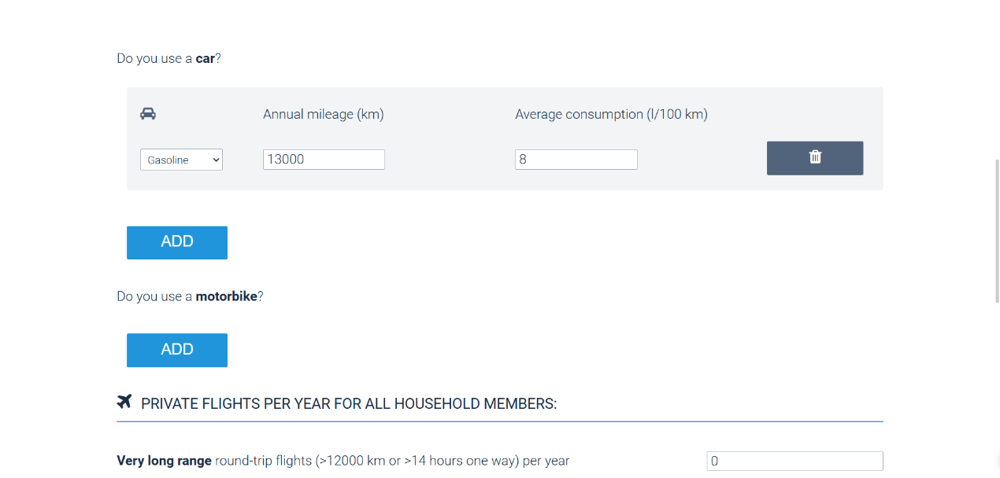 Do you use a car?
Annual mileage (km) Average consumption (l/100 km)
Gasoline 13000 8
ADD
Do you use a motorbike?
ADD
PRIVATE FLIGHTS PER YEAR FOR ALL HOUSEHOLD MEMBERS:
Very long range round-trip flights (>12000 km or >14 hours one way) per year 0